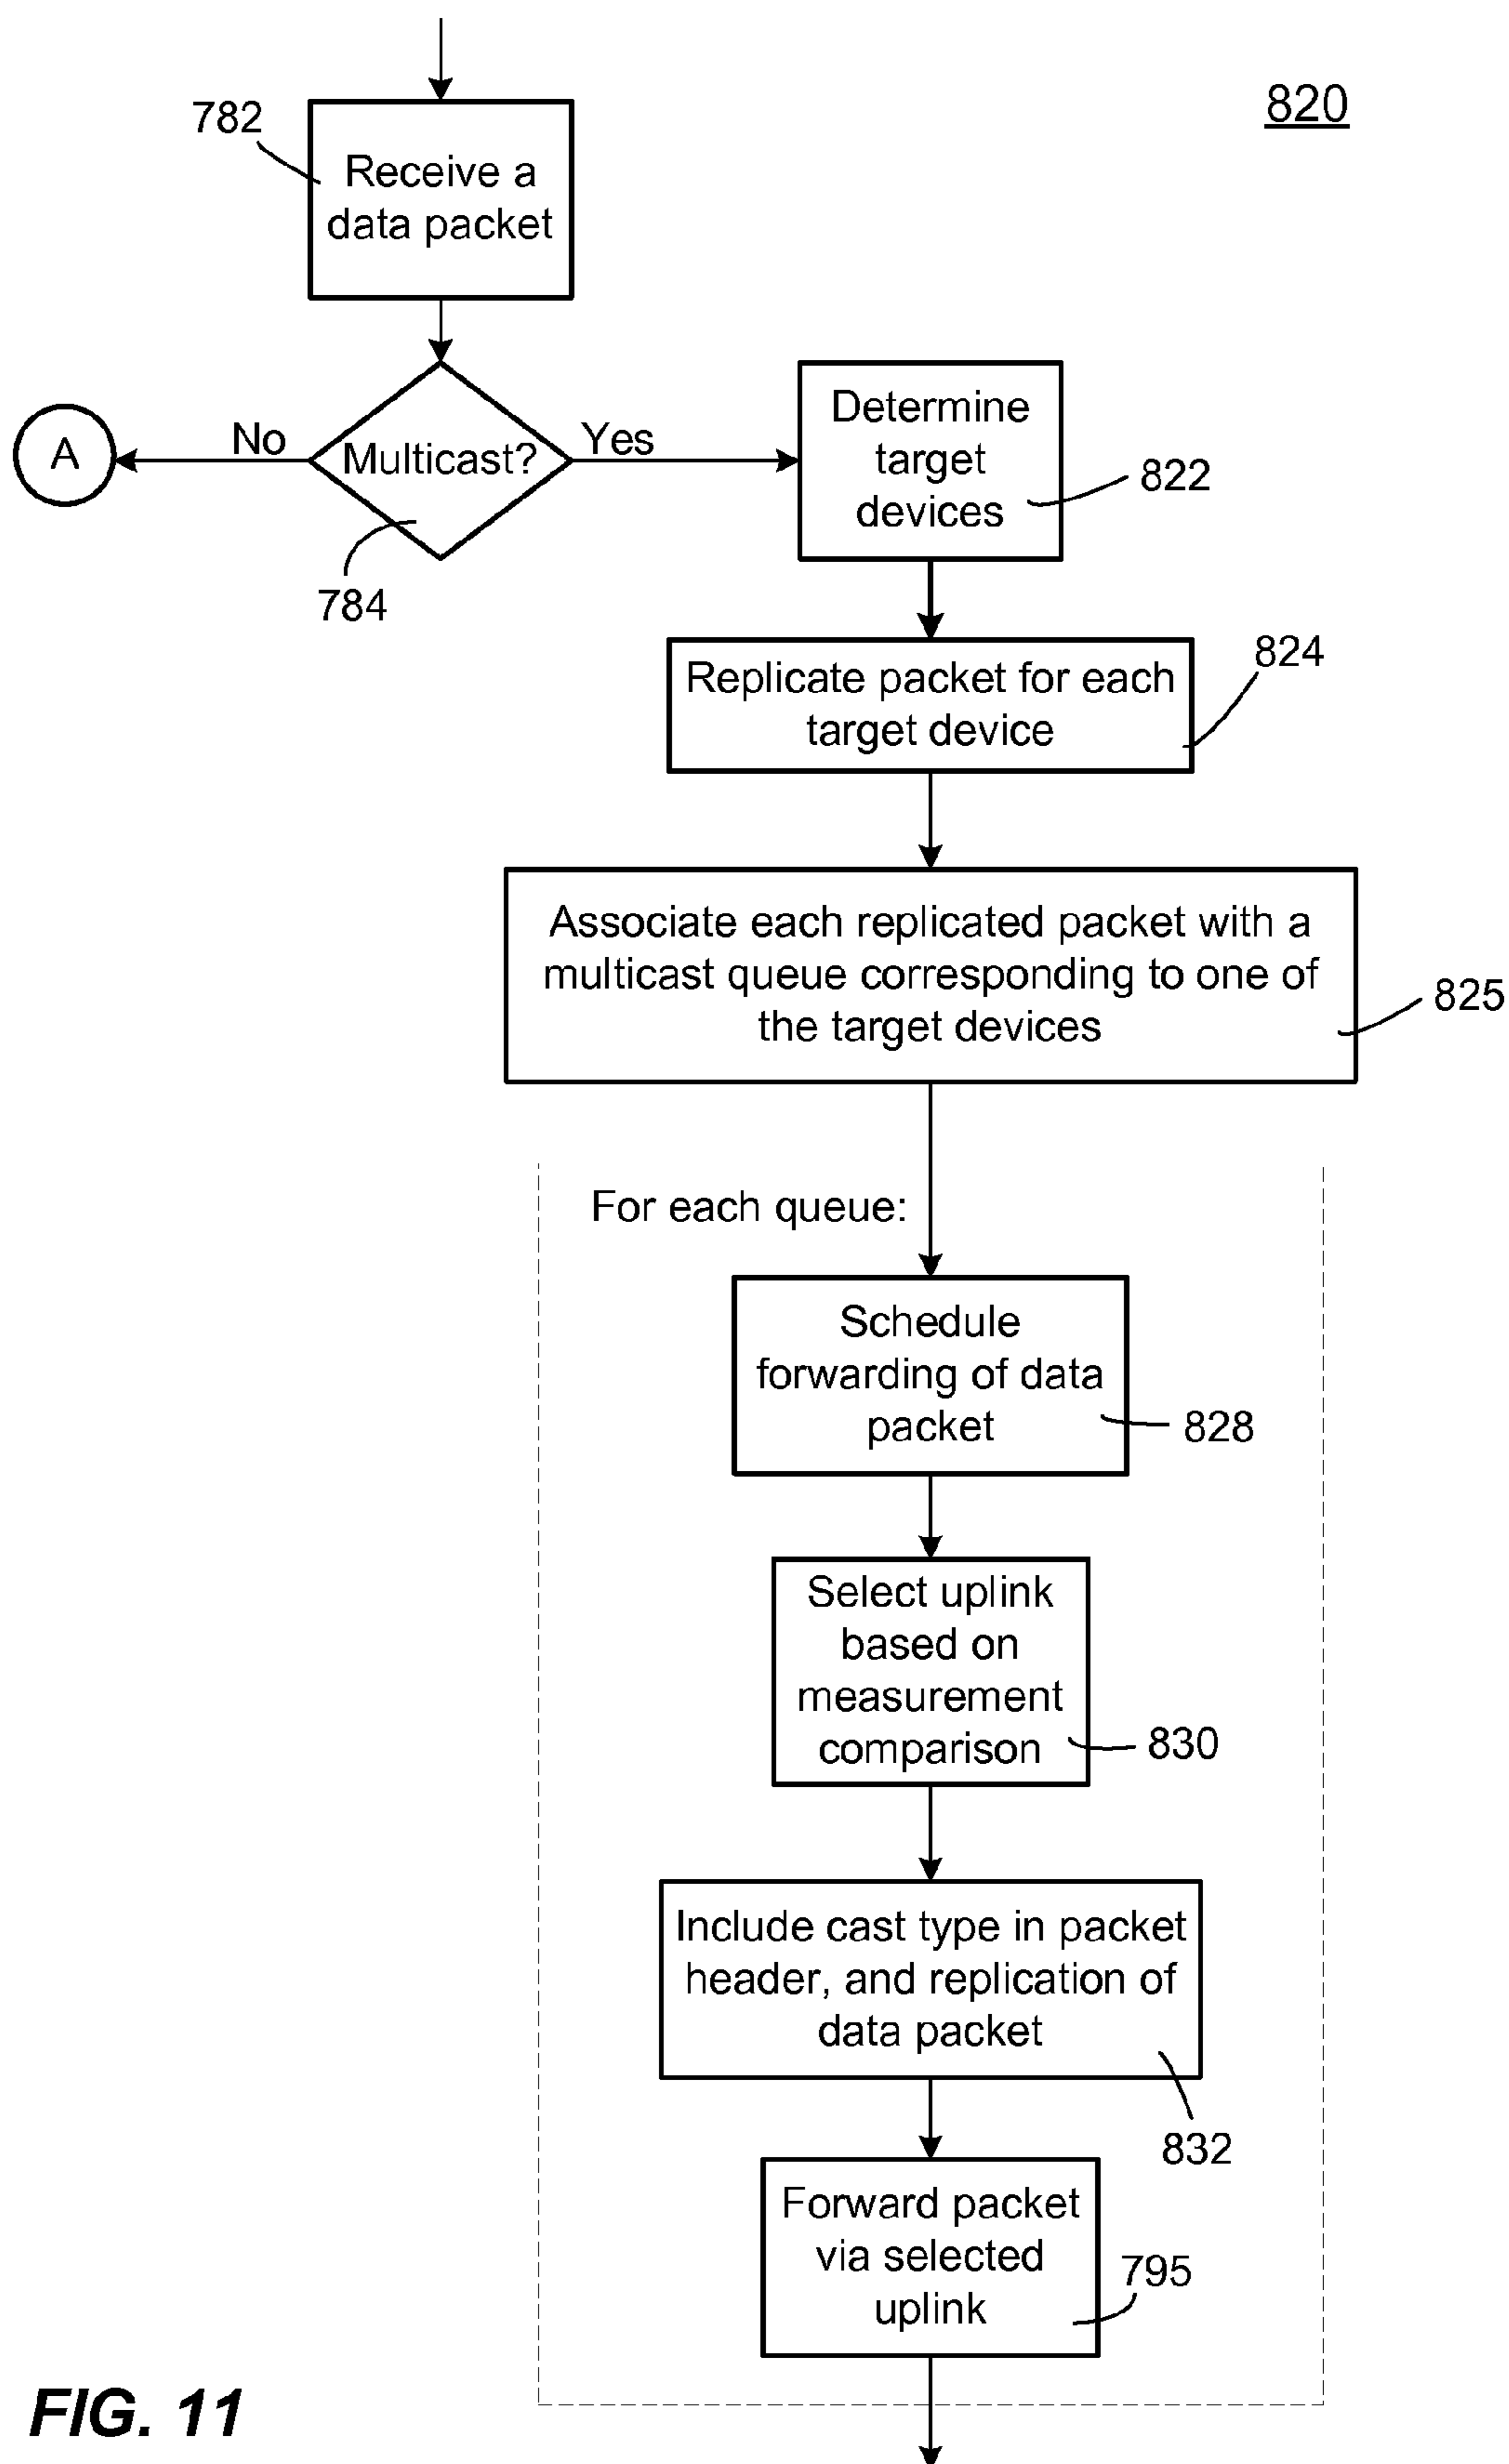 820
782
Receive a
data packet
A
No
Multicast?
Yes
784
Determine
target
devices
822
Replicate packet for each
target device
824
Associate each replicated packet with a
multicast queue corresponding to one of
the target devices
825
For each queue:
Schedule
forwarding of data
packet
828
Select uplink
based on
measurement
comparison
830
Include cast type in packet
header, and replication of
data packet
832
Forward packet
via selected
uplink
795
FIG. 11